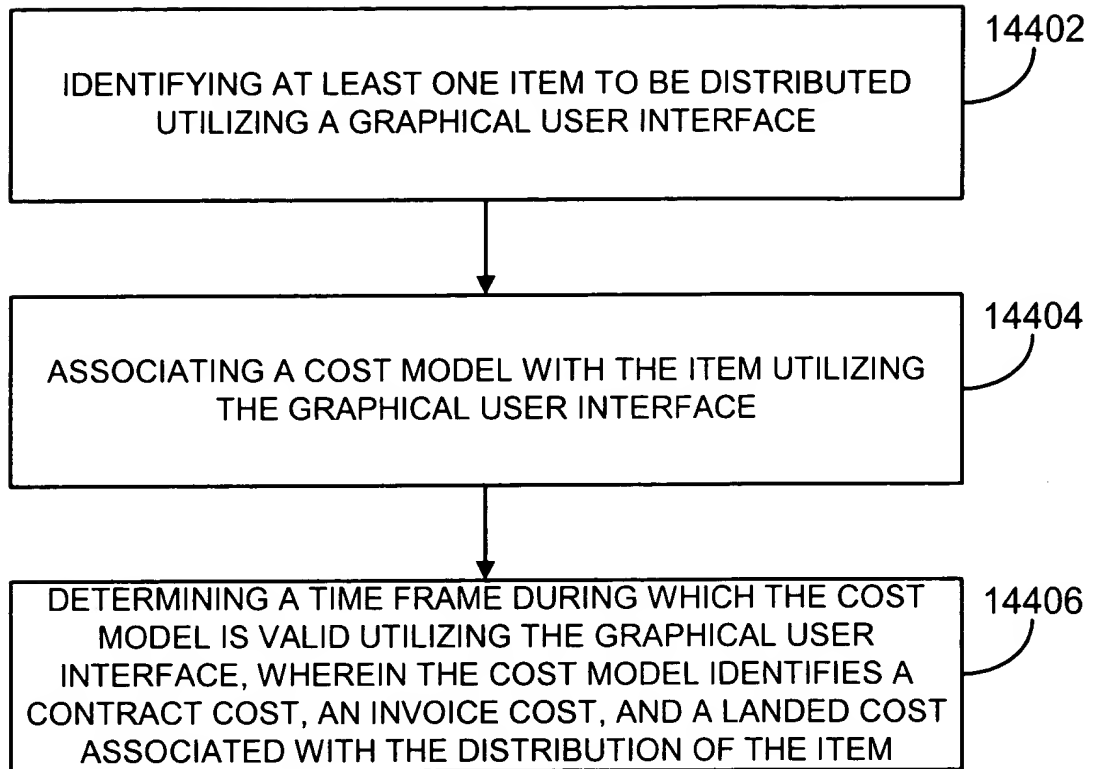 14402
IDENTIFYING AT LEAST ONE ITEM TO BE DISTRIBUTED
UTILIZING A GRAPHICAL USER INTERFACE
14404
ASSOCIATING A COST MODEL WITH THE ITEM UTILIZING
THE GRAPHICAL USER INTERFACE
14406
DETERMINING A TIME FRAME DURING WHICH THE COST
MODEL IS VALID UTILIZING THE GRAPHICAL USER
INTERFACE, WHEREIN THE COST MODEL IDENTIFIES A
CONTRACT COST, AN INVOICE COST, AND A LANDED COST
ASSOCIATED WITH THE DISTRIBUTION OF THE ITEM